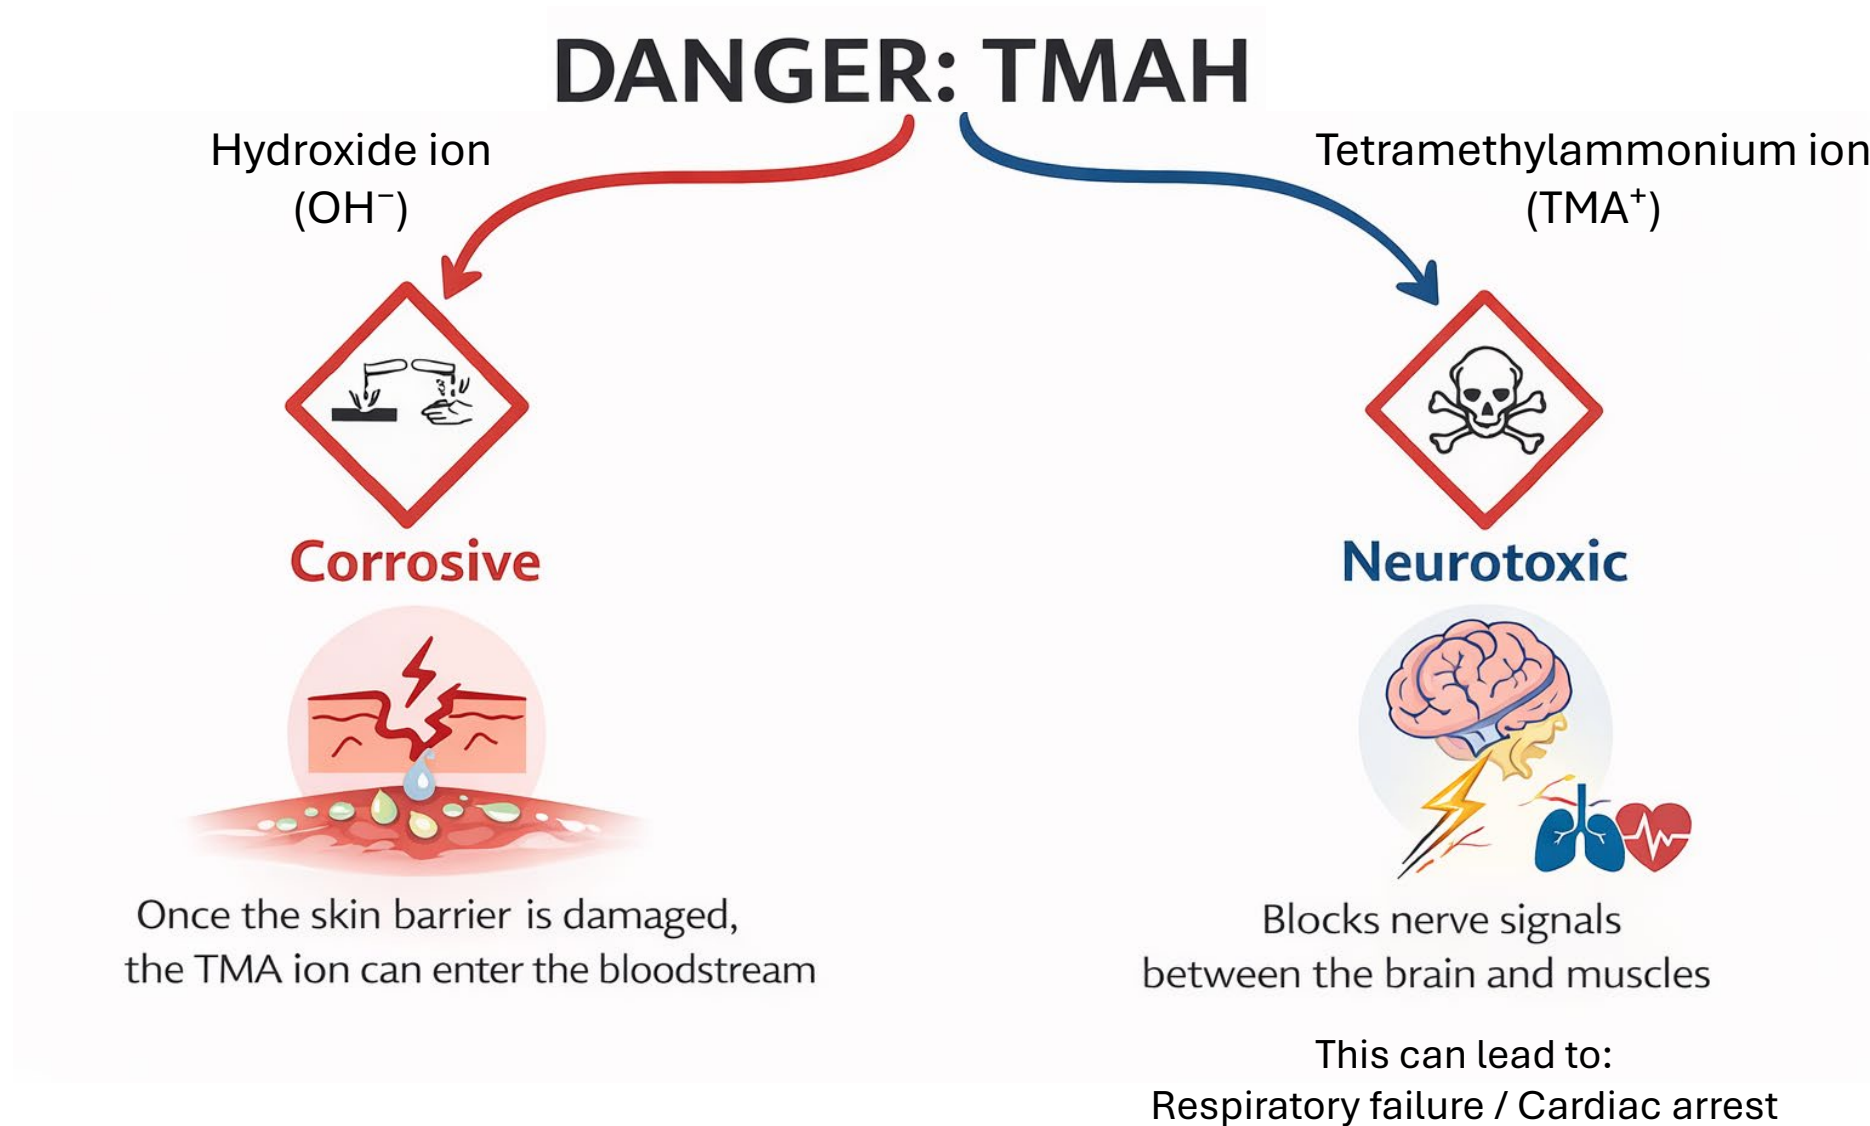 DANGER: TMAH
Hydroxide ion
(OH⁻)
Tetramethylammonium ion
(TMA⁺)
Corrosive
Once the skin barrier is damaged,
the TMA ion can enter the bloodstream
Neurotoxic
Blocks nerve signals
between the brain and muscles
This can lead to:
Respiratory failure / Cardiac arrest